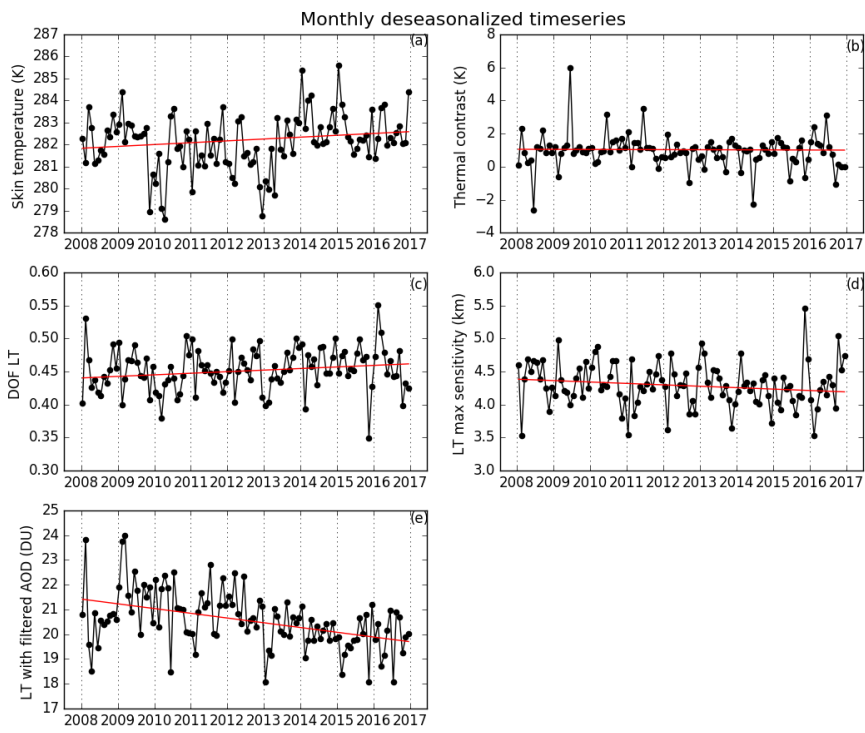 Monthly deseasonalized timeseries
(a)
Skin temperature (K)
287
286
285
284
283
282
281
280
279
278
2008 2009 2010 2011 2012 2013 2014 2015 2016 2017
(b)
Thermal contrast (K)
8
6
4
2
0
−2
−4
2008 2009 2010 2011 2012 2013 2014 2015 2016 2017
(c)
DOF LT
0.60
0.55
0.50
0.45
0.40
0.35
0.30
2008 2009 2010 2011 2012 2013 2014 2015 2016 2017
(d)
LT max sensitivity (km)
6.0
5.5
5.0
4.5
4.0
3.5
3.0
2008 2009 2010 2011 2012 2013 2014 2015 2016 2017
(e)
LT with filtered AOD (DU)
25
24
23
22
21
20
19
18
17
2008 2009 2010 2011 2012 2013 2014 2015 2016 2017